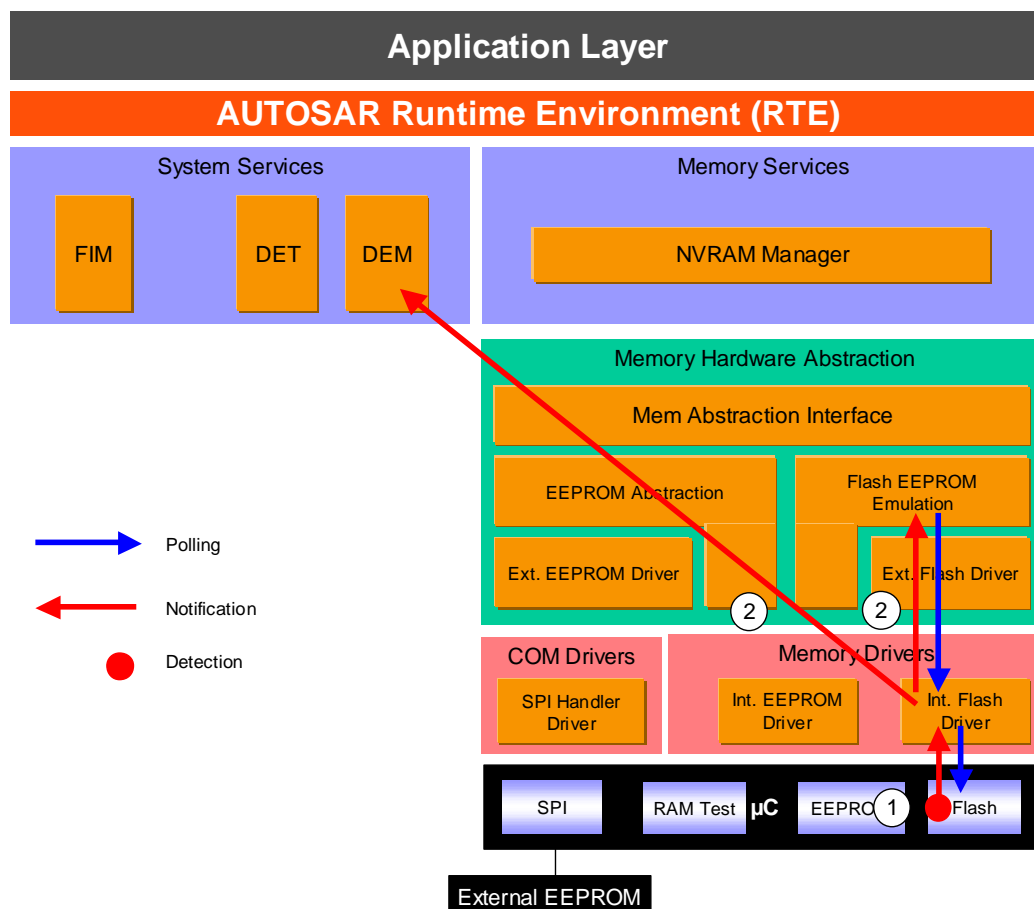 Application Layer
AUTOSAR Runtime Environment (RTE)
System Services
Memory Services
FIM
DET
DEM
NVRAM Manager
Memory Hardware Abstraction
Mem Abstraction Interface
EEPROM Abstraction
Flash EEPROM
Emulation
Polling
Ext. EEPROM Driver
Ext. Flash Driver
Notification
2
2
Detection
COM Drivers
Memory Drivers
SPI Handler
Driver
Int. EEPROM
Driver
Int. Flash
Driver
SPI
RAM Test
µC
EEPRO
1
Flash
External EEPROM